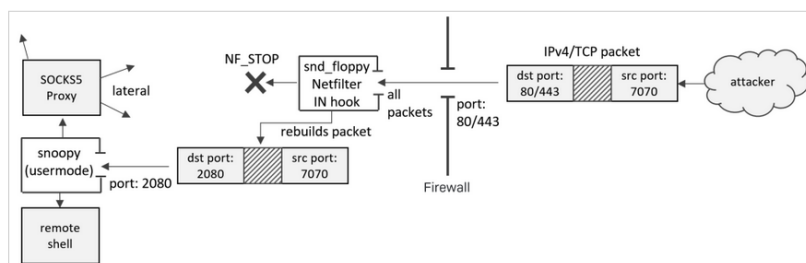 SOCKS5
Proxy
lateral
snoopy
(usermode)
port: 2080
remote
shell
NF_STOP
snd_floppy
Netfilter
IN hook
all
packets
rebuilds packet
dst port:
2080
src port:
7070
port:
80/443
Firewall
IPv4/TCP packet
dst port:
80/443
src port:
7070
attacker